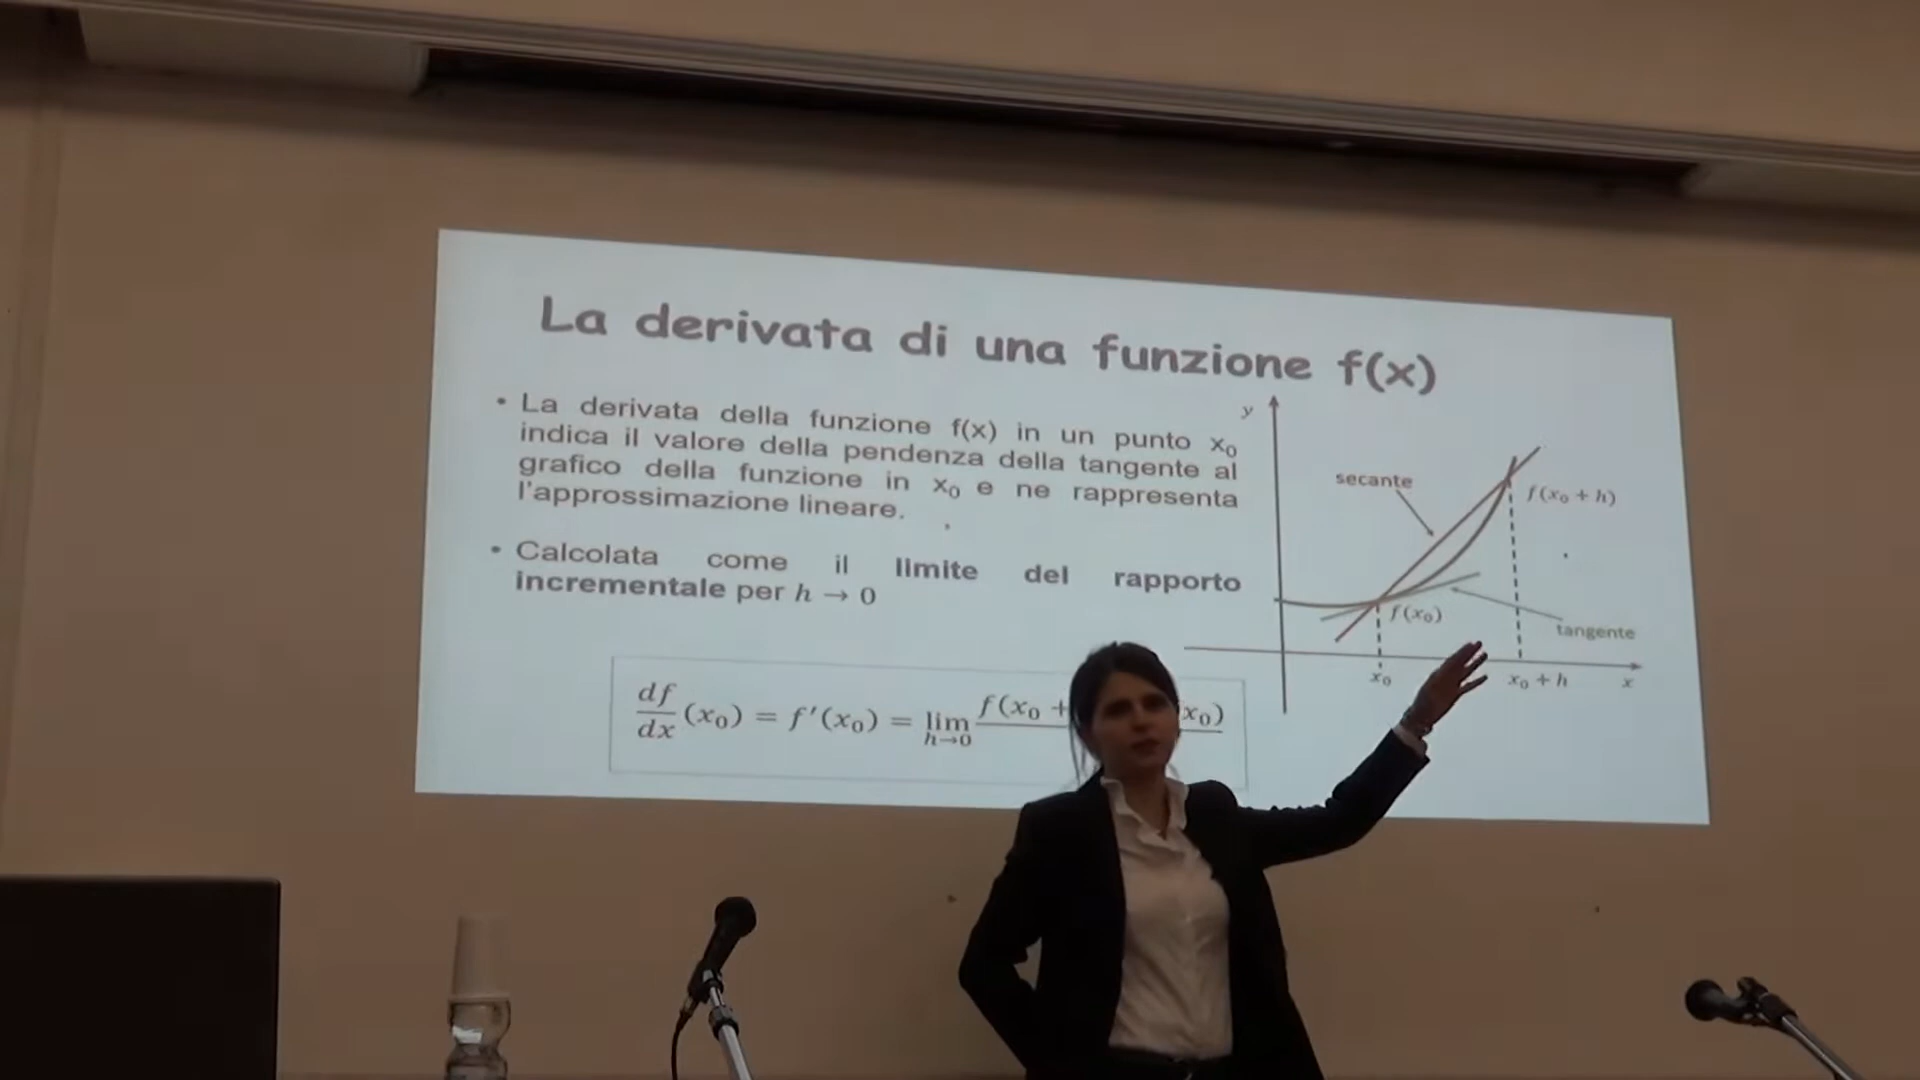 La derivata di una funzione f(x)
• La derivata della funzione f(x) in un punto x₀
indica il valore della pendenza della tangente al
grafico della funzione in x₀ e ne rappresenta
l'approssimazione lineare.
• Calcolata come il limite del rapporto
incrementale per h → 0
df/dx (x₀) = f'(x₀) = lim h→0 f(x₀ + x₀)
y
secante
f(x₀ + h)
f(x₀)
tangente
x₀
x₀ + h
x